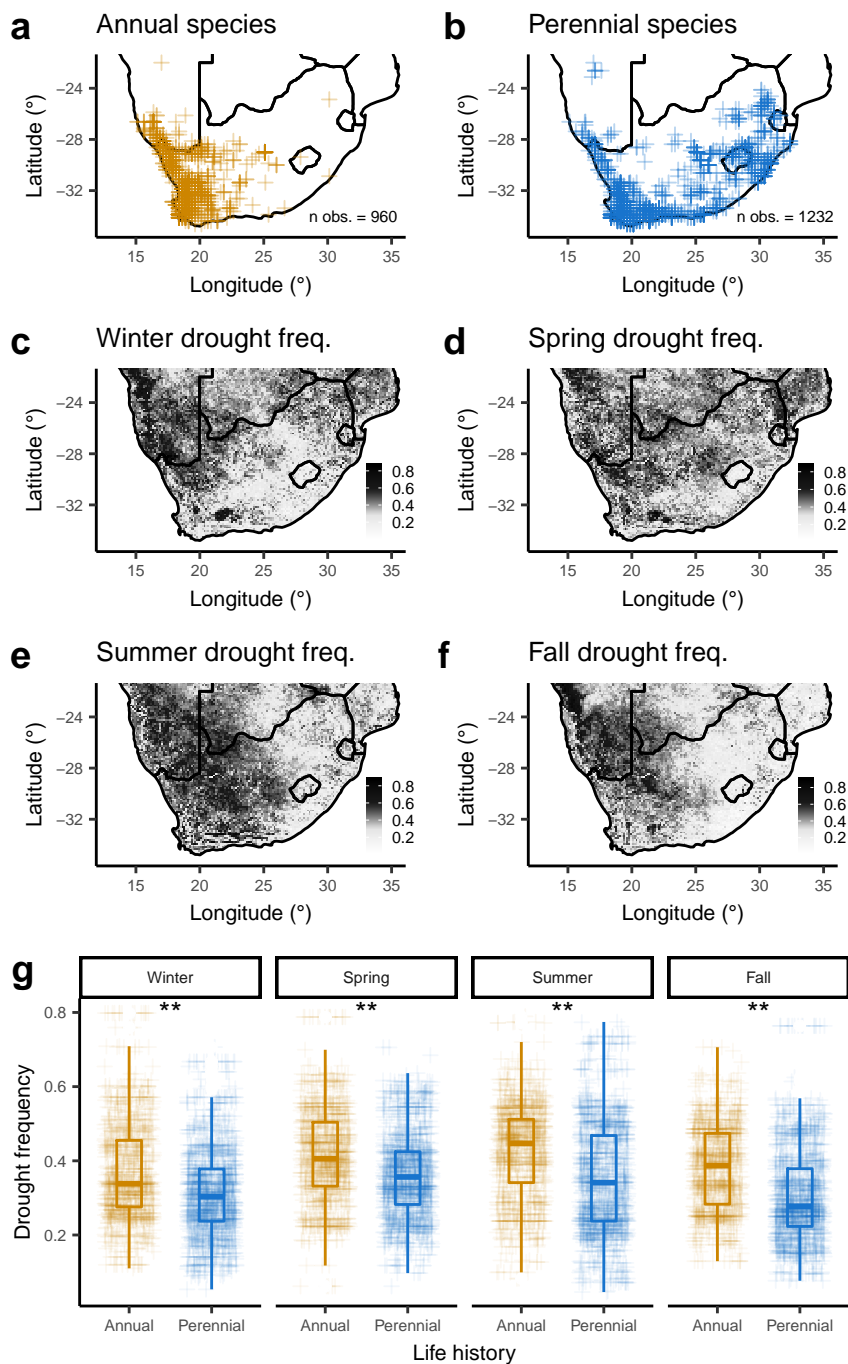 a Annual species
−24
−28
−32
Latitude (°)
n obs. = 960
15 20 25 30 35
Longitude (°)
b Perennial species
−24
−28
−32
Latitude (°)
n obs. = 1232
15 20 25 30 35
Longitude (°)
c Winter drought freq.
−24
−28
−32
Latitude (°)
0.8
0.6
0.4
0.2
15 20 25 30 35
Longitude (°)
d Spring drought freq.
−24
−28
−32
Latitude (°)
0.8
0.6
0.4
0.2
15 20 25 30 35
Longitude (°)
e Summer drought freq.
−24
−28
−32
Latitude (°)
0.8
0.6
0.4
0.2
15 20 25 30 35
Longitude (°)
f Fall drought freq.
−24
−28
−32
Latitude (°)
0.8
0.6
0.4
0.2
15 20 25 30 35
Longitude (°)
g
Winter Spring Summer Fall
** ** ** **
0.8
0.6
0.4
0.2
Drought frequency
Annual Perennial Annual Perennial Annual Perennial Annual Perennial
Life history